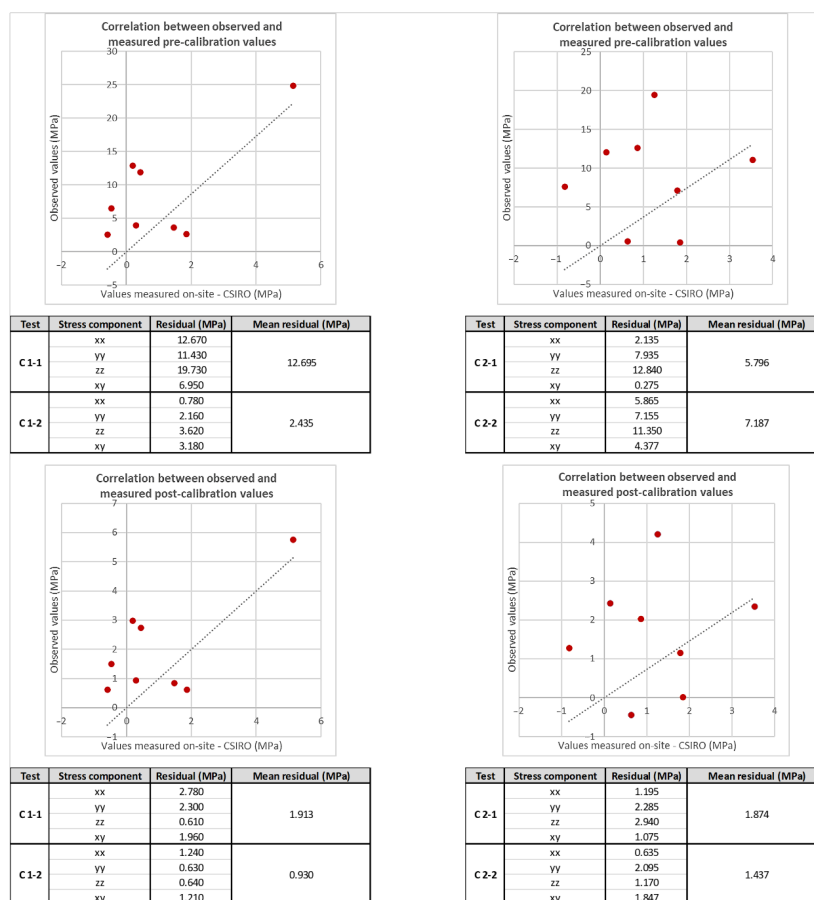 Correlation between observed and
measured pre-calibration values
30
25
20
15
10
5
0
−5
−2
0
2
4
6
Observed values (MPa)
Values measured on-site - CSIRO (MPa)
Correlation between observed and
measured pre-calibration values
25
20
15
10
5
0
−5
−2
−1
0
1
2
3
4
Observed values (MPa)
Values measured on-site - CSIRO (MPa)
Test Stress component Residual (MPa) Mean residual (MPa)
C 1-1 xx 12.670 12.695
yy 11.430
zz 19.730
xy 6.950
C 1-2 xx 0.780 2.435
yy 2.160
zz 3.620
xy 3.180
Test Stress component Residual (MPa) Mean residual (MPa)
C 2-1 xx 2.135 5.796
yy 7.935
zz 12.840
xy 0.275
C 2-2 xx 5.865 7.187
yy 7.155
zz 11.350
xy 4.377
Correlation between observed and
measured post-calibration values
7
6
5
4
3
2
1
0
−1
−2
0
2
4
6
Observed values (MPa)
Values measured on-site - CSIRO (MPa)
Correlation between observed and
measured post-calibration values
5
4
3
2
1
0
−1
−2
−1
0
1
2
3
4
Observed values (MPa)
Values measured on-site - CSIRO (MPa)
Test Stress component Residual (MPa) Mean residual (MPa)
C 1-1 xx 2.780 1.913
yy 2.300
zz 0.610
xy 1.960
C 1-2 xx 1.240 0.930
yy 0.630
zz 0.640
xy 1.210
Test Stress component Residual (MPa) Mean residual (MPa)
C 2-1 xx 1.195 1.874
yy 2.285
zz 2.940
xy 1.075
C 2-2 xx 0.635 1.437
yy 2.095
zz 1.170
xy 1.847